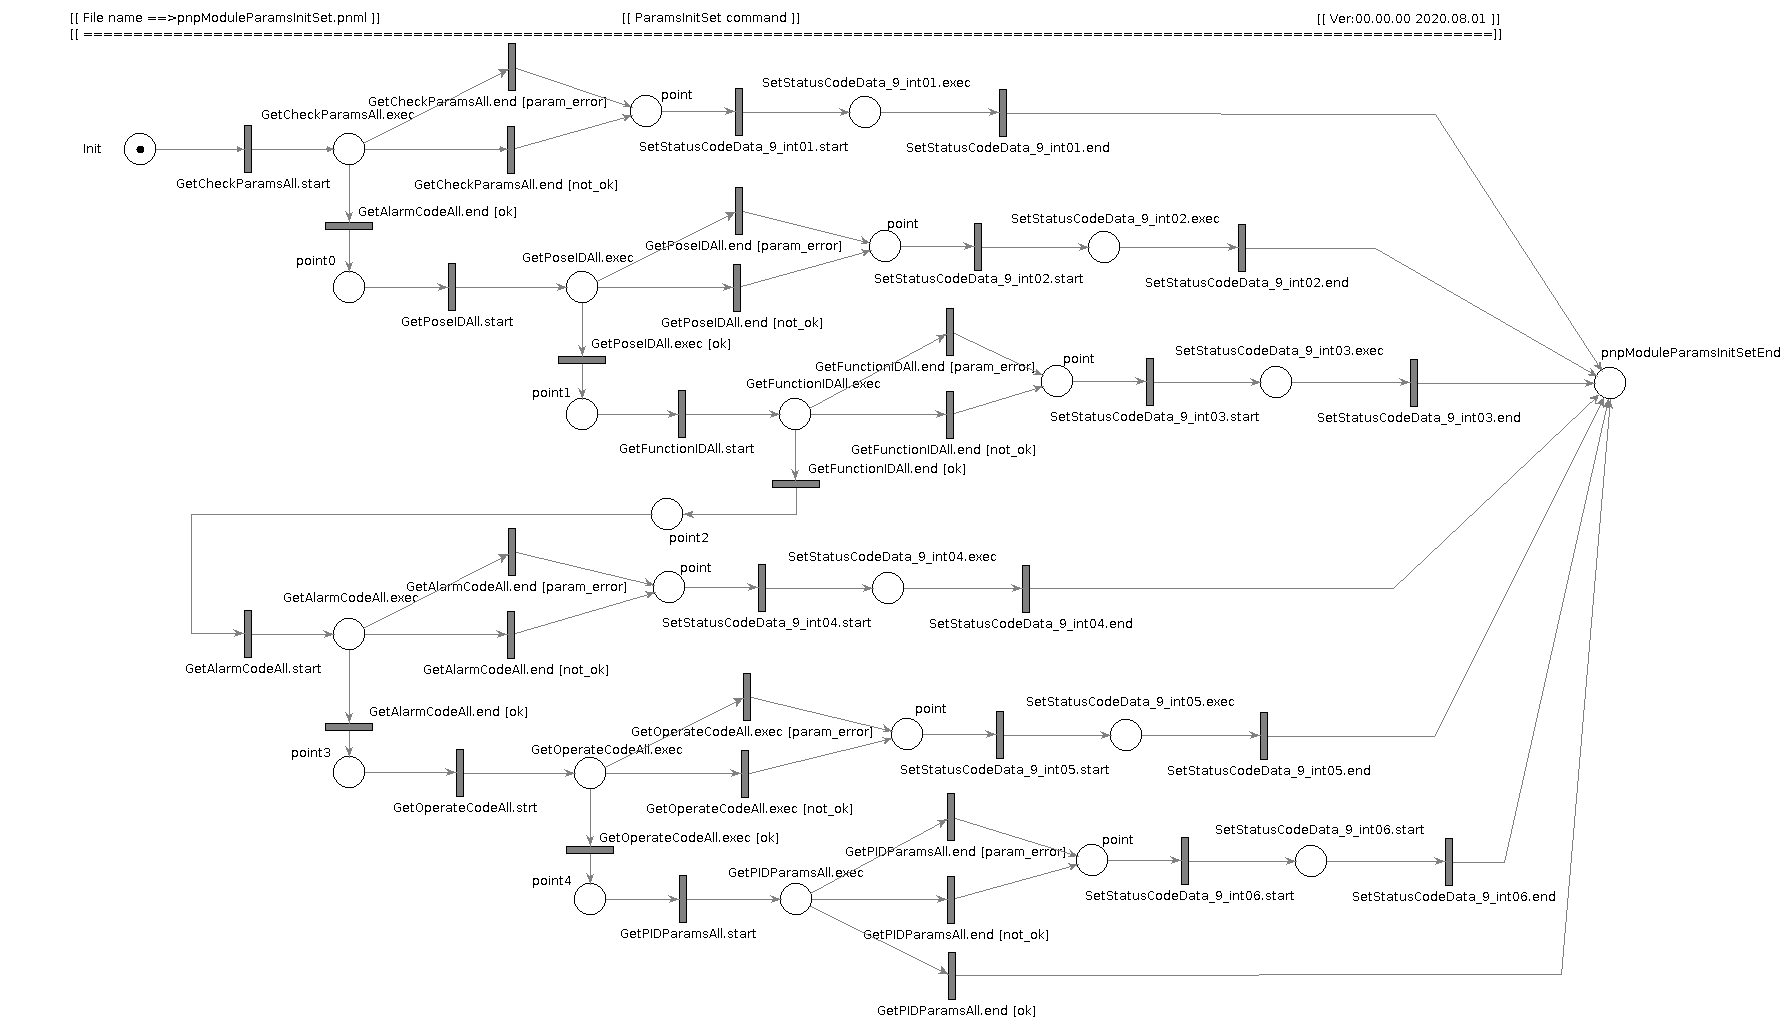 [[ File name ==>pnpModuleParamsInitSet.pnml ]] [[ ParamsInitSet command ]] [[ Ver:00.00.00 2020.08.01 ]]
[[ =============================================================================================================================================]]
SetStatusCodeData_9_int01.exec
point
GetCheckParamsAll.end [param_error]
GetCheckParamsAll.exec
Init
SetStatusCodeData_9_int01.start
SetStatusCodeData_9_int01.end
GetCheckParamsAll.start
GetCheckParamsAll.end [not_ok]
GetAlarmCodeAll.end [ok]
SetStatusCodeData_9_int02.exec
point
GetPoseIDAll.end [param_error]
GetPoseIDAll.exec
point0
SetStatusCodeData_9_int02.start
SetStatusCodeData_9_int02.end
GetPoseIDAll.start
GetPoseIDAll.end [not_ok]
GetPoseIDAll.exec [ok]
SetStatusCodeData_9_int03.exec
pnpModuleParamsInitSetEnd
point
GetFunctionIDAll.end [param_error]
GetFunctionIDAll.exec
point1
SetStatusCodeData_9_int03.start
SetStatusCodeData_9_int03.end
GetFunctionIDAll.start
GetFunctionIDAll.end [not_ok]
GetFunctionIDAll.end [ok]
point2
SetStatusCodeData_9_int04.exec
point
GetAlarmCodeAll.end [param_error]
GetAlarmCodeAll.exec
SetStatusCodeData_9_int04.start
SetStatusCodeData_9_int04.end
GetAlarmCodeAll.start
GetAlarmCodeAll.end [not_ok]
GetAlarmCodeAll.end [ok]
SetStatusCodeData_9_int05.exec
point
GetOperateCodeAll.exec [param_error]
GetOperateCodeAll.exec
point3
SetStatusCodeData_9_int05.start
SetStatusCodeData_9_int05.end
GetOperateCodeAll.strt
GetOperateCodeAll.exec [not_ok]
GetOperateCodeAll.exec [ok]
SetStatusCodeData_9_int06.start
point
GetPIDParamsAll.end [param_error]
GetPIDParamsAll.exec
point4
SetStatusCodeData_9_int06.start
SetStatusCodeData_9_int06.end
GetPIDParamsAll.start
GetPIDParamsAll.end [not_ok]
GetPIDParamsAll.end [ok]